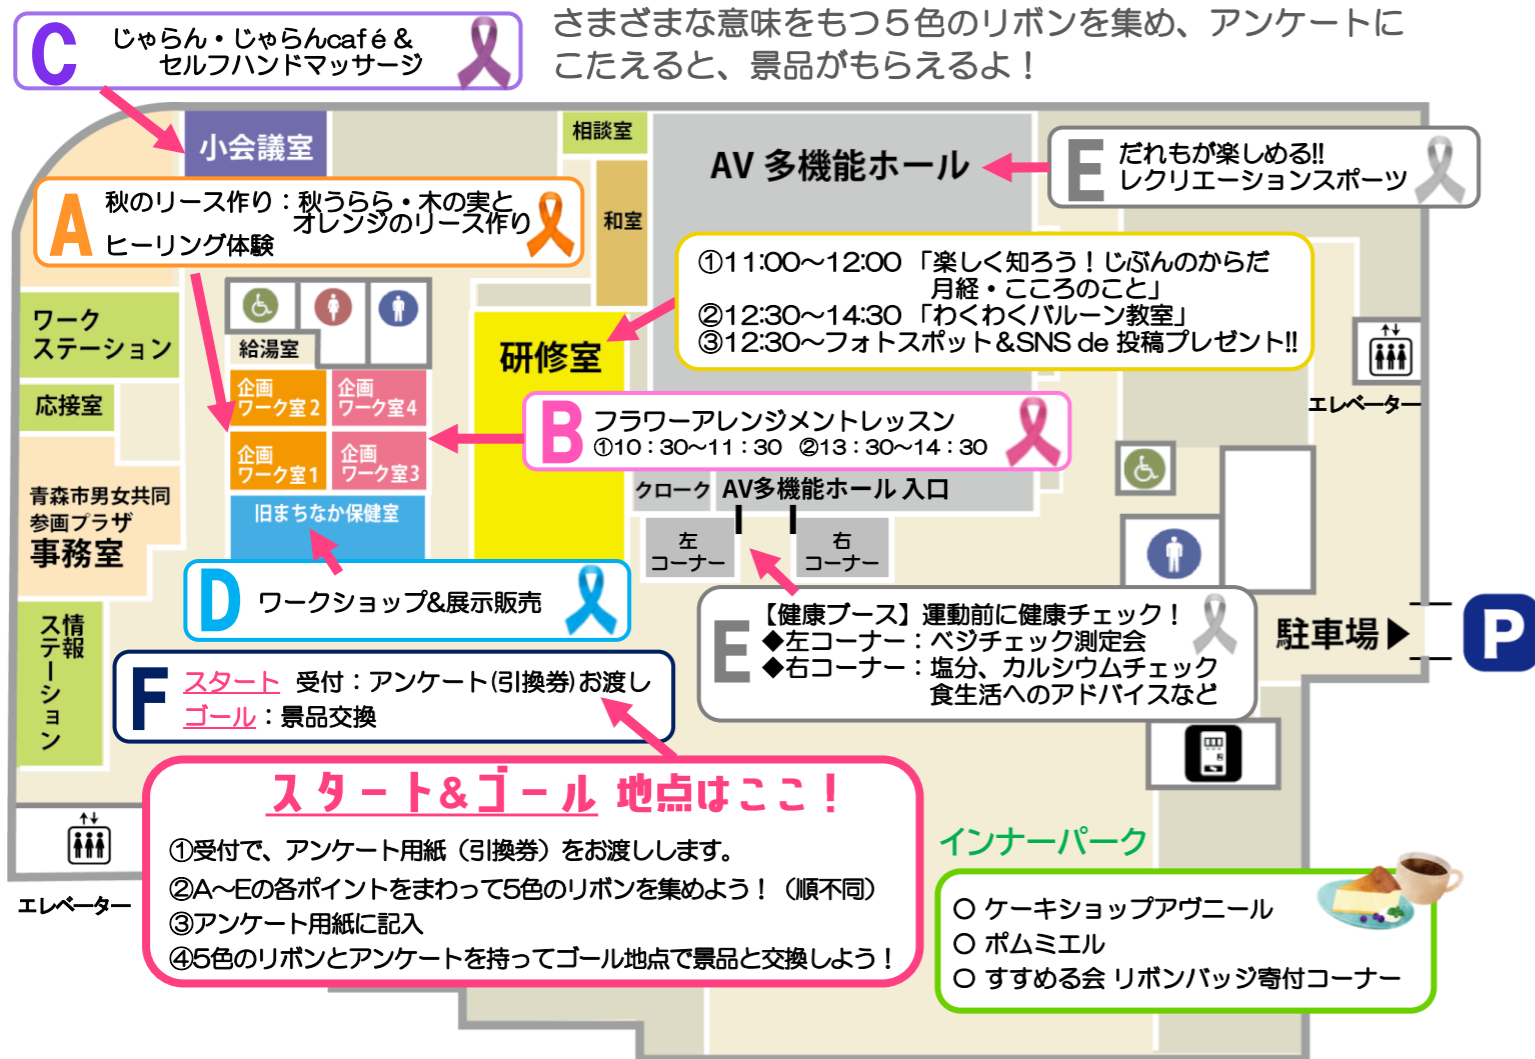 さまざまな意味をもつ５色のリボンを集め、アンケートに
こたえると、景品がもらえるよ！
C
じゃらん・じゃらんcafé＆
セルフハンドマッサージ
小会議室
相談室
和室
AV 多機能ホール
E
だれもが楽しめる!!
レクリエーションスポーツ
A
秋のリース作り：秋うらら・木の実と
オレンジのリース作り
ヒーリング体験
①11:00～12:00 「楽しく知ろう！じぶんのからだ
月経・こころのこと」
②12:30～14:30 「わくわくバルーン教室」
③12:30～フォトスポット＆SNS de 投稿プレゼント!!
ワーク
ステーション
給湯室
研修室
エレベーター
応接室
企画
ワーク室2
企画
ワーク室4
企画
ワーク室1
企画
ワーク室3
B
フラワーアレンジメントレッスン
①10：30～11：30 ②13：30～14：30
クローク
AV多機能ホール 入口
左
コーナー
右
コーナー
青森市男女共同
参画プラザ
事務室
旧まちなか保健室
D
ワークショップ&展示販売
E
【健康ブース】運動前に健康チェック！
◆左コーナー：ベジチェック測定会
◆右コーナー：塩分、カルシウムチェック
食生活へのアドバイスなど
駐車場▶
P
情報
ステーション
F
スタート 受付：アンケート(引換券)お渡し
ゴール：景品交換
スタート&ゴール 地点はここ！
①受付で、アンケート用紙（引換券）をお渡しします。
②A～Eの各ポイントをまわって5色のリボンを集めよう！（順不同）
③アンケート用紙に記入
④5色のリボンとアンケートを持ってゴール地点で景品と交換しよう！
エレベーター
インナーパーク
○ ケーキショップアヴニール
○ ポムミエル
○ すすめる会 リボンバッジ寄付コーナー